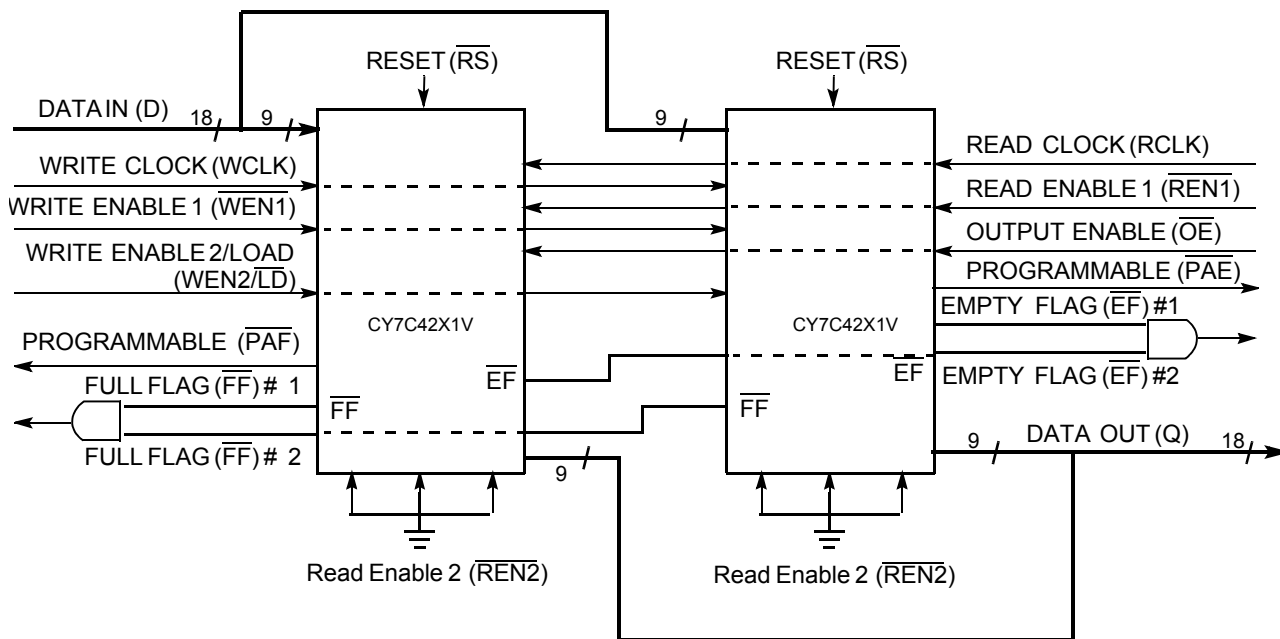 RESET (RS)
RESET (RS)
DATA IN (D)
18
9
9
WRITE CLOCK (WCLK)
READ CLOCK (RCLK)
WRITE ENABLE 1 (WEN1)
READ ENABLE 1 (REN1)
WRITE ENABLE 2/LOAD
(WEN2/LD)
OUTPUT ENABLE (OE)
PROGRAMMABLE (PAE)
CY7C42X1V
CY7C42X1V
EMPTY FLAG (EF) #1
PROGRAMMABLE (PAF)
EF
EF
EMPTY FLAG (EF) #2
FULL FLAG (FF) # 1
FF
FF
FULL FLAG (FF) # 2
9
9
DATA OUT (Q)
18
Read Enable 2 (REN2)
Read Enable 2 (REN2)